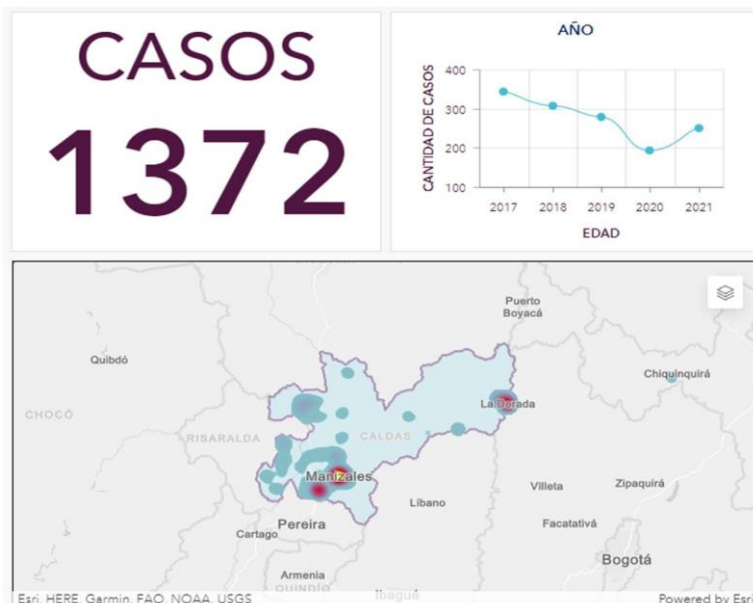 CASOS
1372
AÑO
CANTIDAD DE CASOS
400
300
200
100
2017 2018 2019 2020 2021
EDAD
Puerto
Boyacá
Quibdó
Chiquinquirá
La Dorada
CHOCÓ
RISARALDA
CALDAS
Manizales
Villeta
Zipaquirá
Líbano
Pereira
Facatativá
Cartago
Bogotá
Armenia
QUINDÍO
Ibagué
Esri, HERE, Garmin, FAO, NOAA, USGS
Powered by Esri